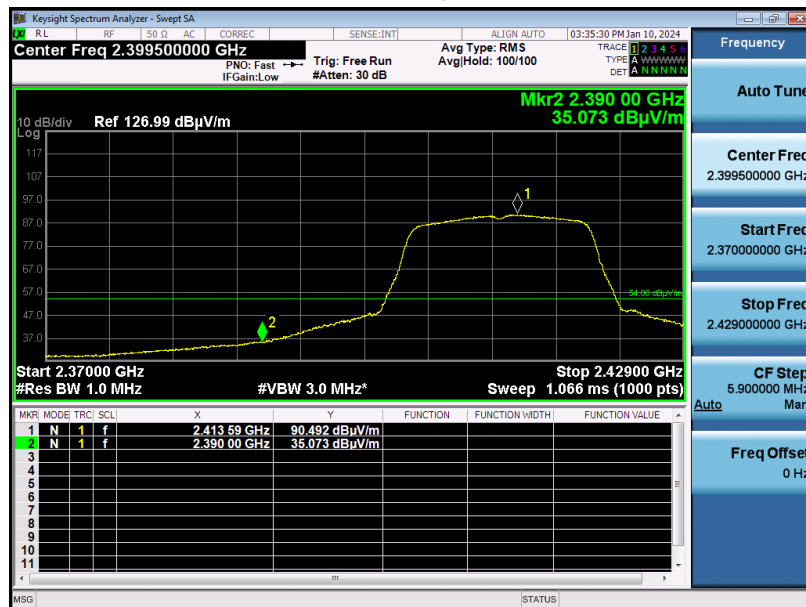 Keysight Spectrum Analyzer - Swept SA
LXI RL RF 50 Ω AC CORREC SENSE:INT ALIGN AUTO 03:35:30 PM Jan 10, 2024
Center Freq 2.399500000 GHz
PNO: Fast
IFGain:Low
Trig: Free Run
#Atten: 30 dB
Avg Type: RMS
Avg|Hold: 100/100
TRACE 1 2 3 4 5 6
TYPE A W W W W W
DET A N N N N N
Mkr2 2.390 00 GHz
35.073 dBµV/m
10 dB/div Ref 126.99 dBµV/m
Log
117
107
97.0
87.0
77.0
67.0
57.0
47.0
37.0
1
2
54.00 dBµV/m
Start 2.37000 GHz Stop 2.42900 GHz
#Res BW 1.0 MHz #VBW 3.0 MHz* Sweep 1.066 ms (1000 pts)
MKR MODE TRC SCL X Y FUNCTION FUNCTION WIDTH FUNCTION VALUE
1 N 1 f 2.413 59 GHz 90.492 dBµV/m
2 N 1 f 2.390 00 GHz 35.073 dBµV/m
3
4
5
6
7
8
9
10
11
MSG STATUS
Frequency
Auto Tune
Center Freq
2.399500000 GHz
Start Freq
2.370000000 GHz
Stop Freq
2.429000000 GHz
CF Step
5.900000 MHz
Auto Man
Freq Offset
0 Hz